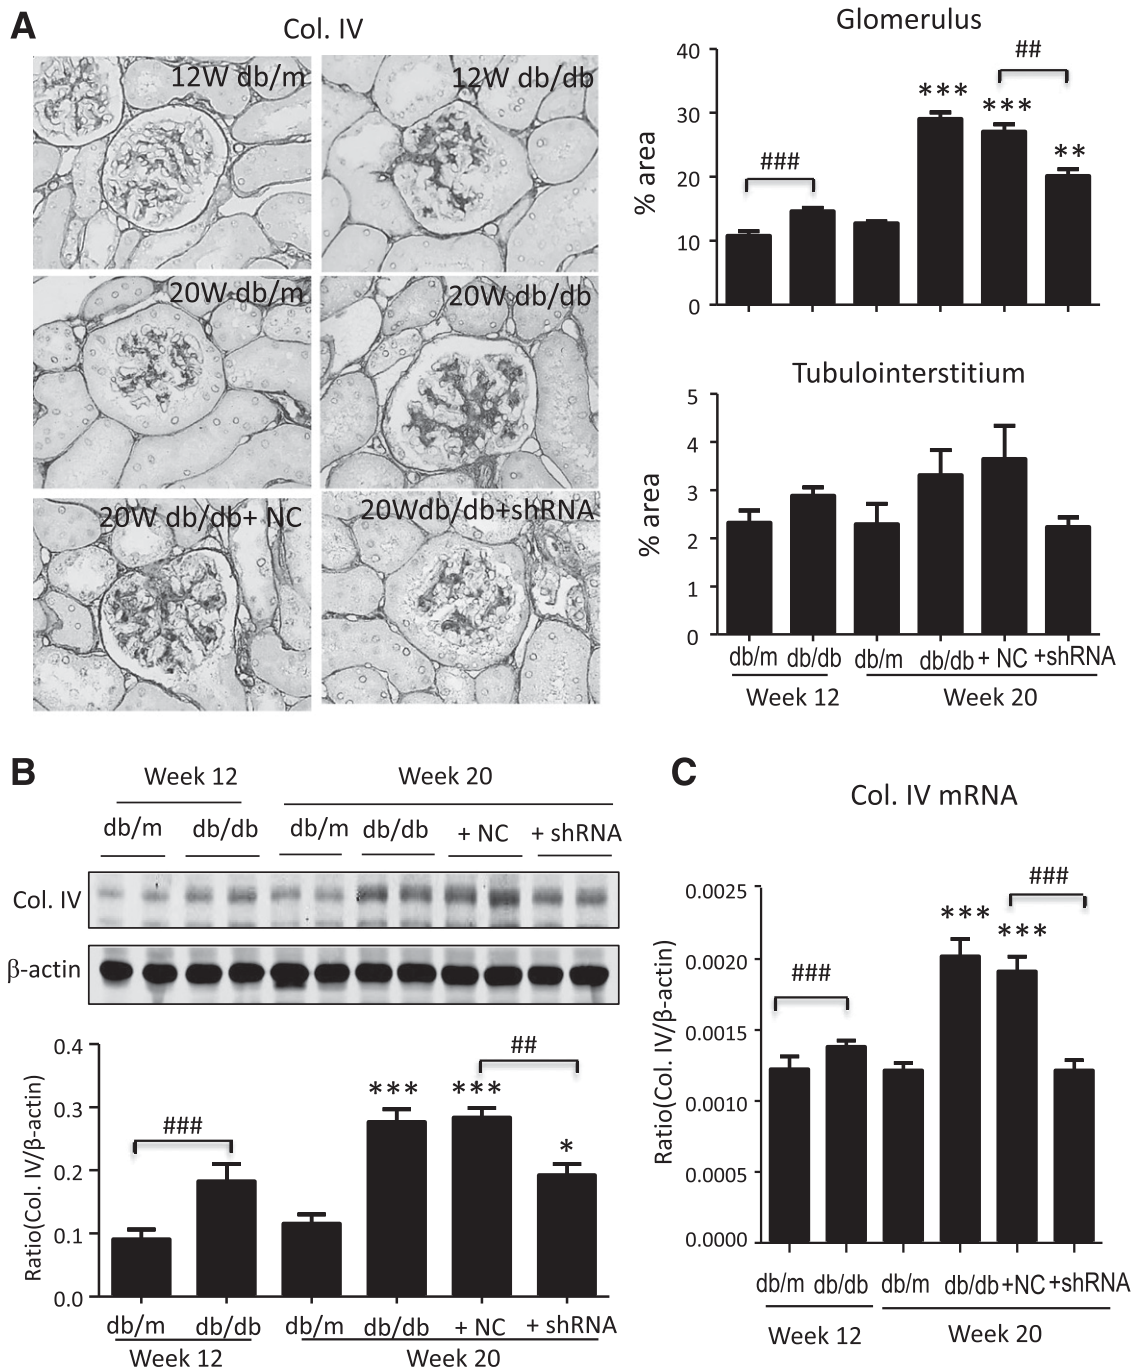 A
Col. IV
12W db/m
12W db/db
20W db/m
20W db/db
20W db/db+ NC
20Wdb/db+shRNA
Glomerulus
% area
40
30
20
10
0
###
***
***
##
**
Tubulointerstitium
% area
5
4
3
2
1
0
db/m db/db db/m db/db + NC +shRNA
Week 12 Week 20
B
Week 12 Week 20
db/m db/db db/m db/db + NC + shRNA
Col. IV
β-actin
Ratio(Col. IV/β-actin)
0.4
0.3
0.2
0.1
0.0
###
***
***
##
*
db/m db/db db/m db/db + NC + shRNA
Week 12 Week 20
C
Col. IV mRNA
Ratio(Col. IV/β-actin)
0.0025
0.0020
0.0015
0.0010
0.0005
0.0000
###
***
***
###
db/m db/db db/m db/db +NC +shRNA
Week 12 Week 20